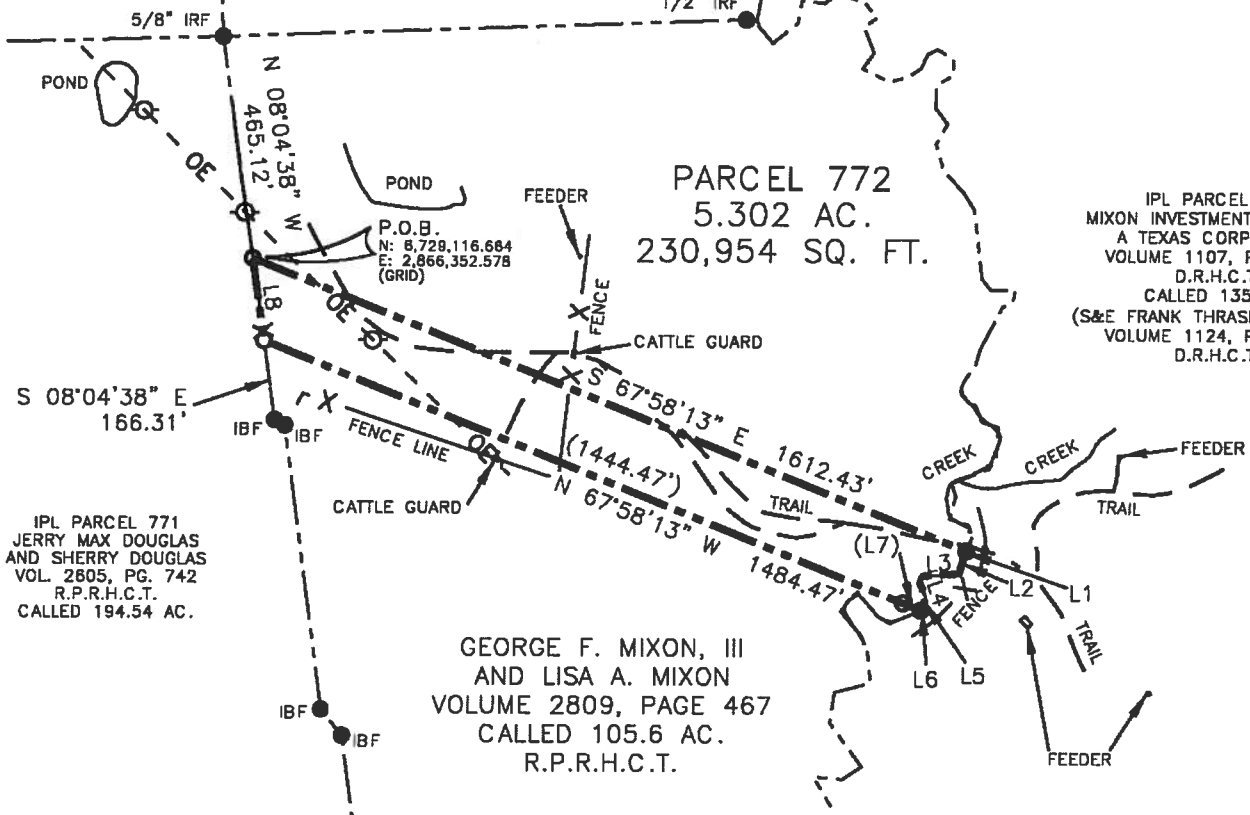 5/8" IRF
1/2" IRF
POND
N 08°04'38" W
465.12'
OE
POND
FEEDER
PARCEL 772
5.302 AC.
230,954 SQ. FT.
P.O.B.
E: 2,866,352.578
(GRID)
IPL PARCEL
MIXON INVESTMENT
A TEXAS CORP
VOLUME 1107, P
D.R.H.C.T
CALLED 135
(S&E FRANK THRAS
VOLUME 1124, P
D.R.H.C.T
L8
OE
X FENCE
CATTLE GUARD
S 08°04'38" E
166.31'
IBF
IBF
r X
FENCE LINE
OE
X
S 67°58'13" E 1612.43'
(1444.47')
N 67°58'13" W 1484.47'
CATTLE GUARD
CREEK
CREEK
FEEDER
TRAIL
TRAIL
(L7)
L3
L4
X
FENCE
L2
L1
TRAIL
L6
L5
IPL PARCEL 771
JERRY MAX DOUGLAS
AND SHERRY DOUGLAS
VOL. 2605, PG. 742
R.P.R.H.C.T.
CALLED 194.54 AC.
GEORGE F. MIXON, III
AND LISA A. MIXON
VOLUME 2809, PAGE 467
CALLED 105.6 AC.
R.P.R.H.C.T.
IBF
IBF
FEEDER